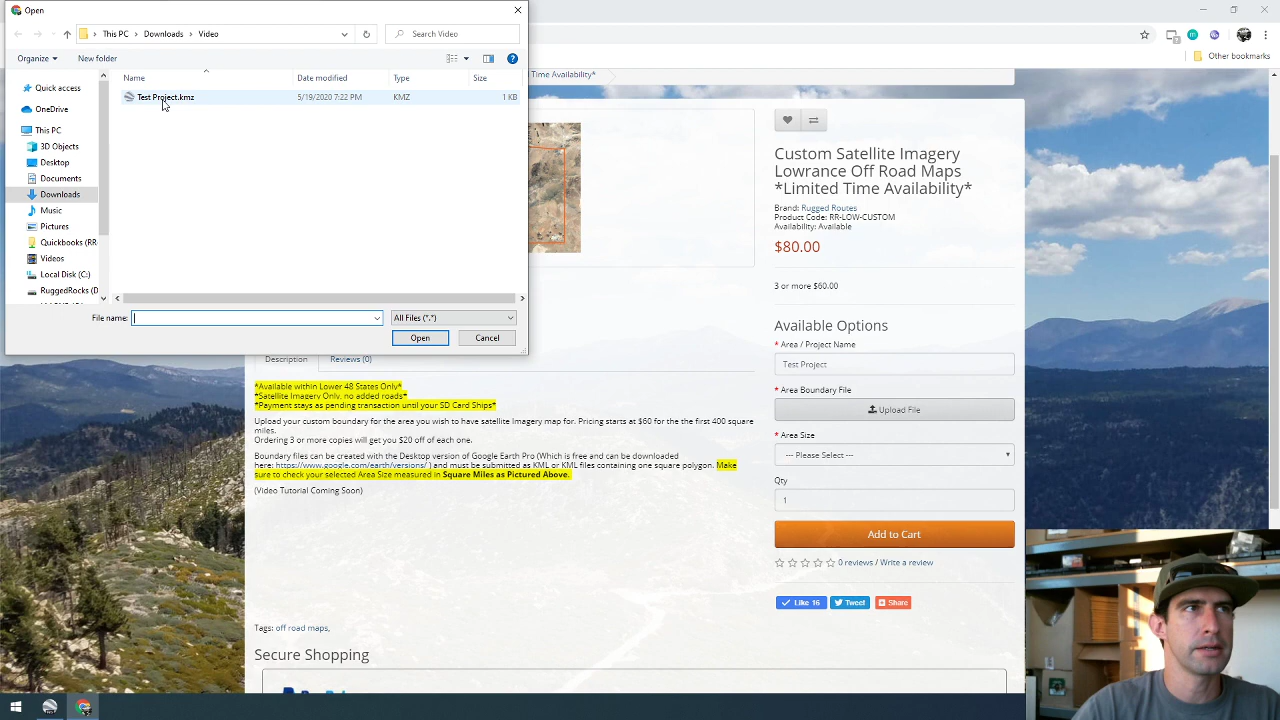 Open
This PC > Downloads > Video
Search Video
Organize
New folder
Name
Date modified
Type
Size
Test Project.kmz
5/19/2020 7:22 PM
KMZ
1 KB
Quick access
OneDrive
This PC
3D Objects
Desktop
Documents
Downloads
Music
Pictures
Quickbooks (RR-
Videos
Local Disk (C:)
RuggedRocks (D
File name:
All Files (*.*)
Open
Cancel
Other bookmarks
Time Availability*
Custom Satellite Imagery
Lowrance Off Road Maps
*Limited Time Availability*
Brand: Rugged Routes
Product Code: RR-LOW-CUSTOM
Availability: Available
$80.00
3 or more $60.00
Available Options
* Area / Project Name
Test Project
* Area Boundary File
Upload File
* Area Size
--- Please Select ---
Qty
1
Add to Cart
0 reviews / Write a review
Like 16
Tweet
Share
Description
Reviews (0)
*Available within Lower 48 States Only*
*Satellite Imagery Only, no added roads*
*Payment stays as pending transaction until your SD Card Ships*
Upload your custom boundary for the area you wish to have satellite Imagery map for. Pricing starts at $60 for the the first 400 square
miles.
Ordering 3 or more copies will get you $20 off of each one.
Boundary files can be created with the Desktop version of Google Earth Pro (Which is free and can be downloaded
here: https://www.google.com/earth/versions/ ) and must be submitted as KML or KML files containing one square polygon. Make
sure to check your selected Area Size measured in Square Miles as Pictured Above.
(Video Tutorial Coming Soon)
Tags: off road maps,
Secure Shopping